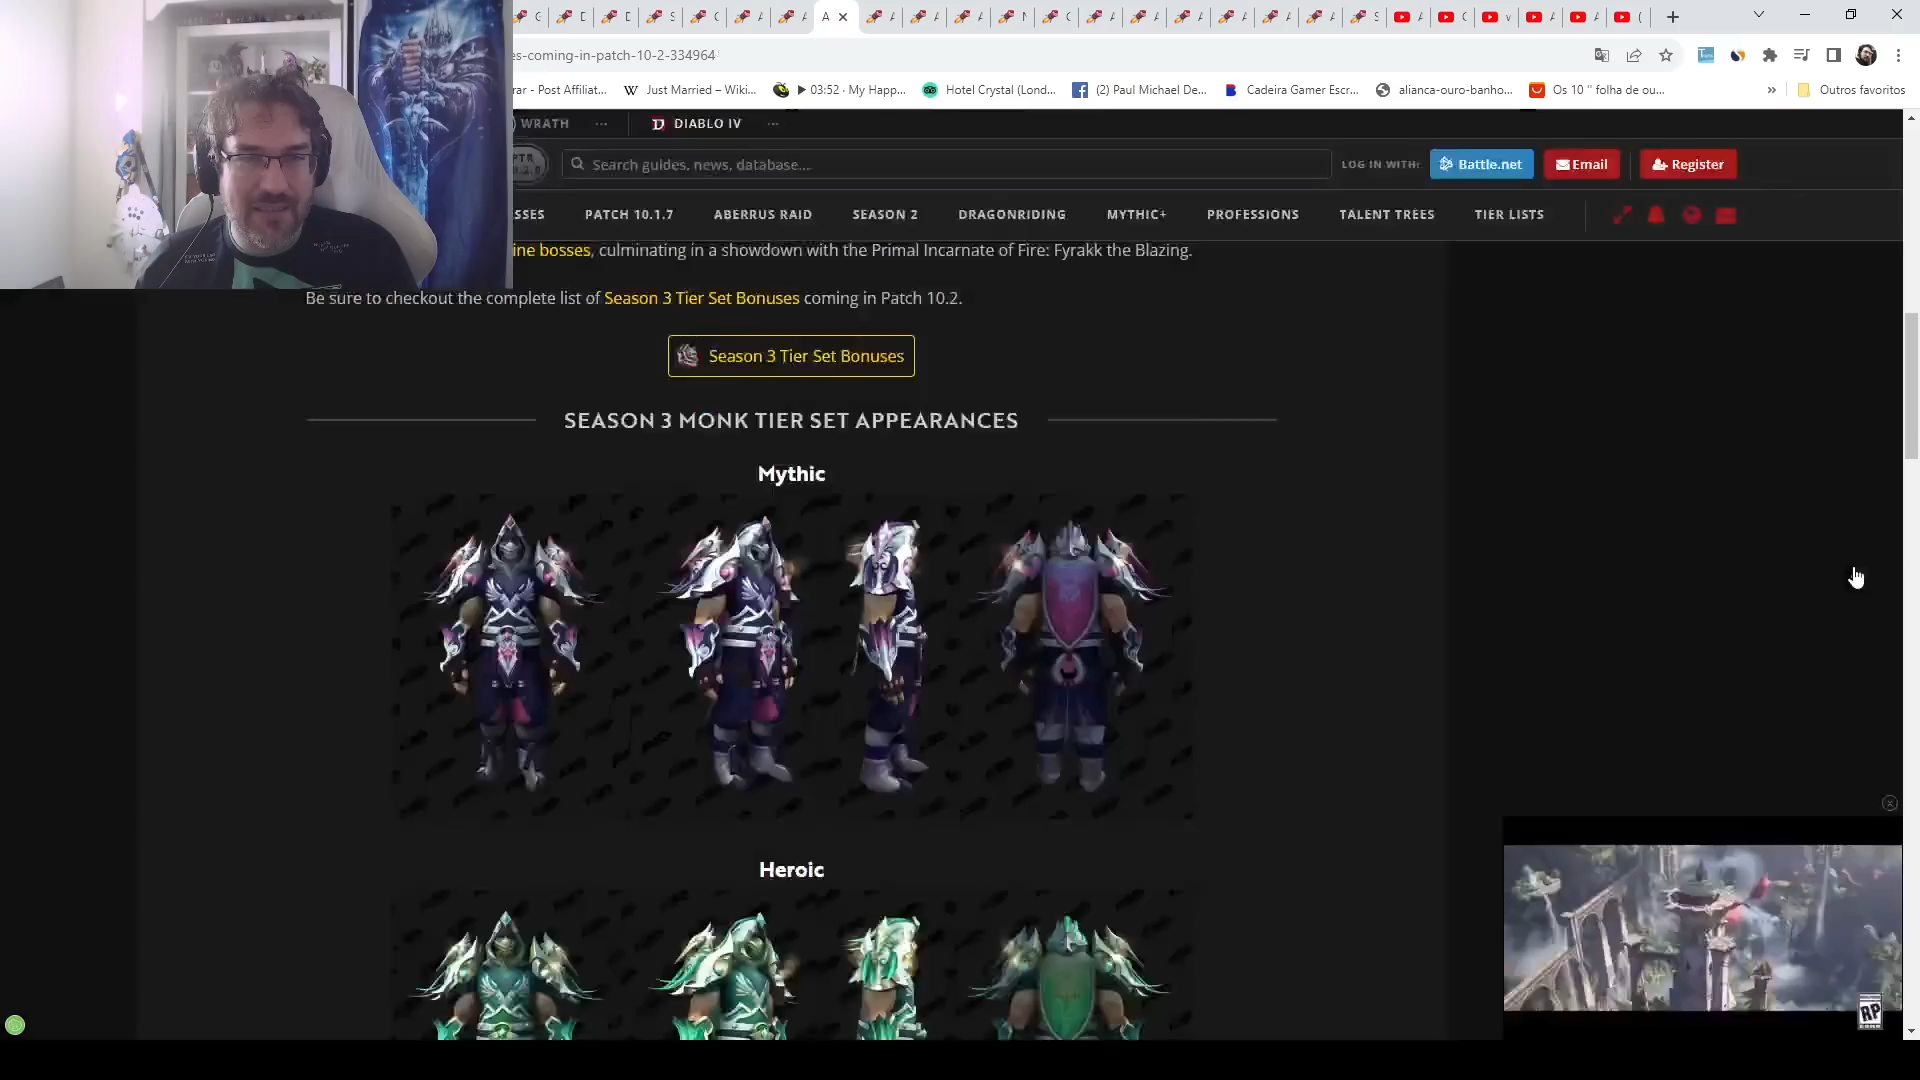 es-coming-in-patch-10-2-334964
rar - Post Affiliat...
Just Married – Wiki...
03:52 · My Happ...
Hotel Crystal (Lond...
(2) Paul Michael De...
Cadeira Gamer Escr...
alianca-ouro-banho...
Os 10 " folha de ou...
»
Outros favoritos
WRATH
DIABLO IV
Search guides, news, database...
LOG IN WITH:
Battle.net
Email
Register
SSES
PATCH 10.1.7
ABERRUS RAID
SEASON 2
DRAGONRIDING
MYTHIC+
PROFESSIONS
TALENT TREES
TIER LISTS
ine bosses, culminating in a showdown with the Primal Incarnate of Fire: Fyrakk the Blazing.
Be sure to checkout the complete list of Season 3 Tier Set Bonuses coming in Patch 10.2.
Season 3 Tier Set Bonuses
SEASON 3 MONK TIER SET APPEARANCES
Mythic
Heroic
RP